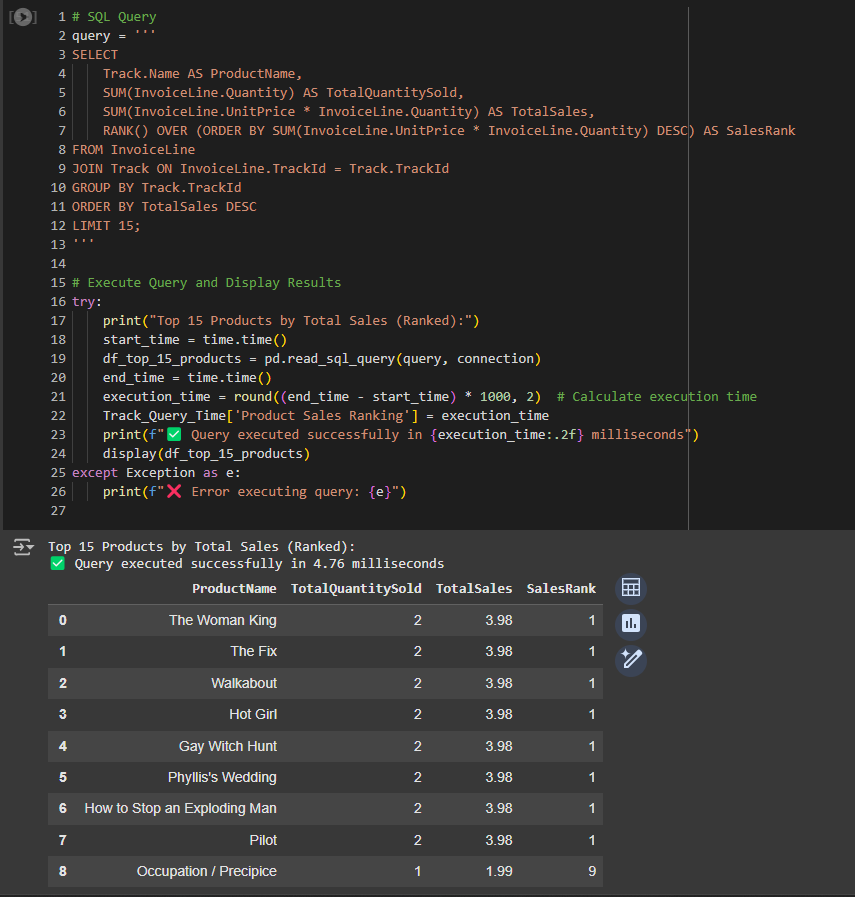 [ ] 1 # SQL Query
2 query = '''
3 SELECT
4     Track.Name AS ProductName,
5     SUM(InvoiceLine.Quantity) AS TotalQuantitySold,
6     SUM(InvoiceLine.UnitPrice * InvoiceLine.Quantity) AS TotalSales,
7     RANK() OVER (ORDER BY SUM(InvoiceLine.UnitPrice * InvoiceLine.Quantity) DESC) AS SalesRank
8 FROM InvoiceLine
9 JOIN Track ON InvoiceLine.TrackId = Track.TrackId
10 GROUP BY Track.TrackId
11 ORDER BY TotalSales DESC
12 LIMIT 15;
13 '''
14
15 # Execute Query and Display Results
16 try:
17     print("Top 15 Products by Total Sales (Ranked):")
18     start_time = time.time()
19     df_top_15_products = pd.read_sql_query(query, connection)
20     end_time = time.time()
21     execution_time = round((end_time - start_time) * 1000, 2)  # Calculate execution time
22     Track_Query_Time['Product Sales Ranking'] = execution_time
23     print(f"✅ Query executed successfully in {execution_time:.2f} milliseconds")
24     display(df_top_15_products)
25 except Exception as e:
26     print(f"❌ Error executing query: {e}")
27
Top 15 Products by Total Sales (Ranked):
✅ Query executed successfully in 4.76 milliseconds
ProductName TotalQuantitySold TotalSales SalesRank
0 The Woman King 2 3.98 1
1 The Fix 2 3.98 1
2 Walkabout 2 3.98 1
3 Hot Girl 2 3.98 1
4 Gay Witch Hunt 2 3.98 1
5 Phyllis's Wedding 2 3.98 1
6 How to Stop an Exploding Man 2 3.98 1
7 Pilot 2 3.98 1
8 Occupation / Precipice 1 1.99 9